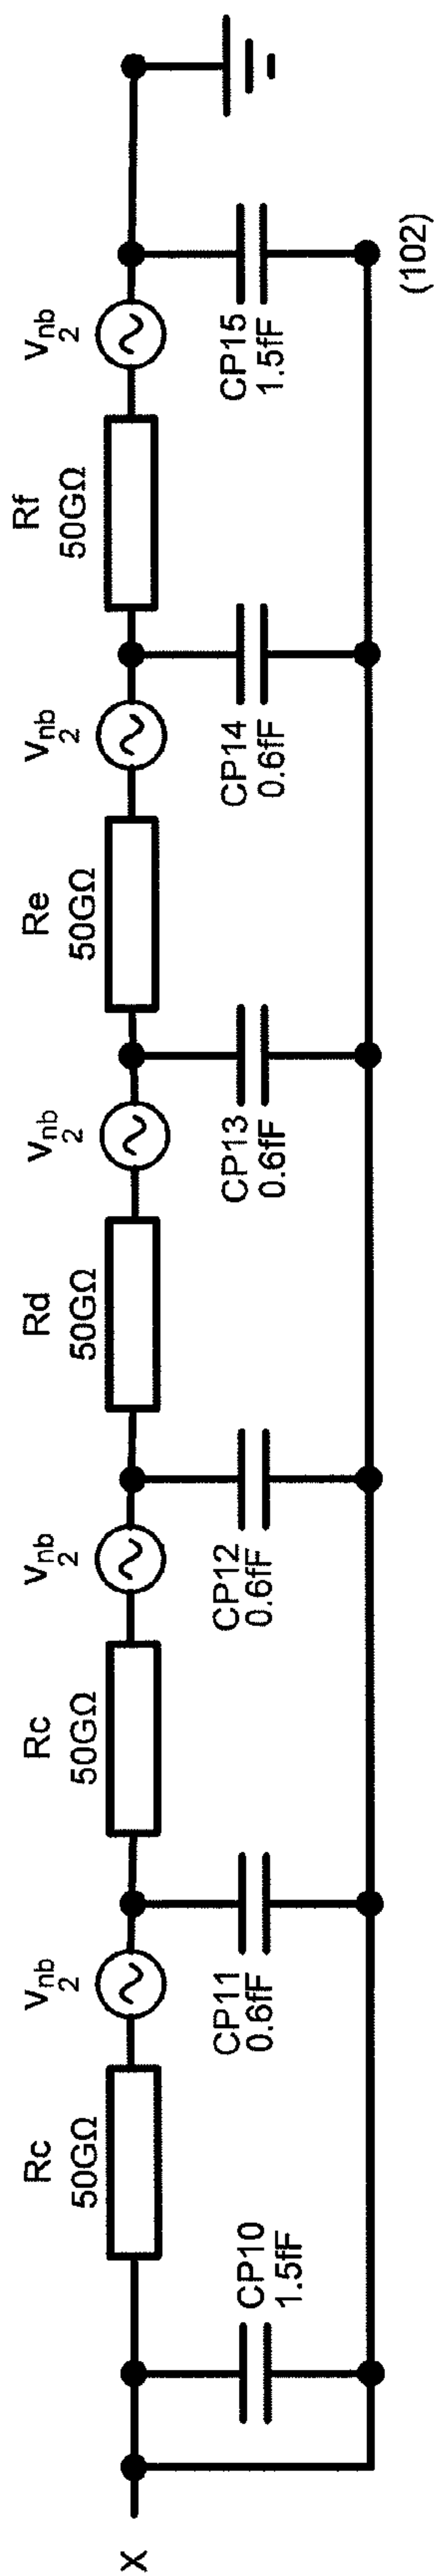 X
Rc
50GΩ
Vnb
2
Rc
50GΩ
Vnb
2
Rd
50GΩ
Vnb
2
Re
50GΩ
Vnb
2
Rf
50GΩ
Vnb
2
CP10
1.5fF
CP11
0.6fF
CP12
0.6fF
CP13
0.6fF
CP14
0.6fF
CP15
1.5fF
(102)